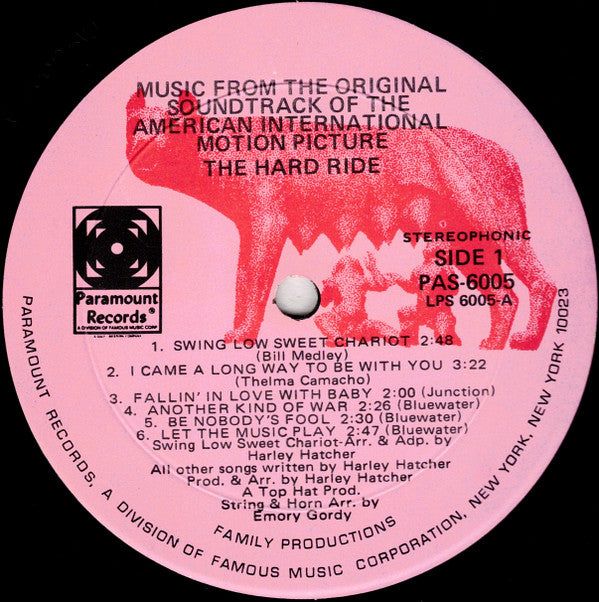 MUSIC FROM THE ORIGINAL
SOUNDTRACK OF THE
AMERICAN INTERNATIONAL
MOTION PICTURE
THE HARD RIDE
STEREOPHONIC
SIDE 1
PAS-6005
LPS 6005-A
Paramount
Records®
A DIVISION OF FAMOUS MUSIC CORP
1. SWING LOW SWEET CHARIOT 2:48
(Bill Medley)
2. I CAME A LONG WAY TO BE WITH YOU 3:22
(Thelma Camacho)
3. FALLIN' IN LOVE WITH BABY 2:00 (Junction)
4. ANOTHER KIND OF WAR 2:26 (Bluewater)
5. BE NOBODY'S FOOL 2:30 (Bluewater)
6. LET THE MUSIC PLAY 2:47 (Bluewater)
Swing Low Sweet Chariot-Arr. & Adp. by
Harley Hatcher
All other songs written by Harley Hatcher
Prod. & Arr. by Harley Hatcher
A Top Hat Prod.
String & Horn Arr. by
Emory Gordy
FAMILY PRODUCTIONS
PARAMOUNT RECORDS, A DIVISION OF FAMOUS MUSIC CORPORATION, NEW YORK, NEW YORK 10023